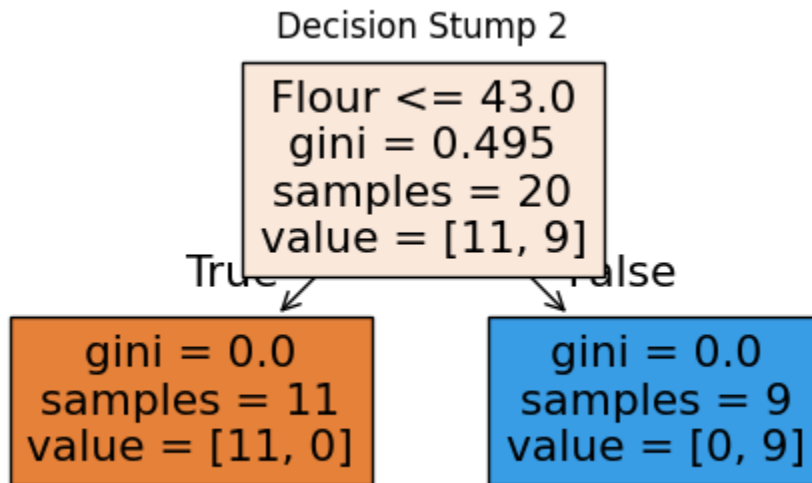 Decision Stump 2
Flour <= 43.0
gini = 0.495
samples = 20
value = [11, 9]
True
False
gini = 0.0
samples = 11
value = [11, 0]
gini = 0.0
samples = 9
value = [0, 9]